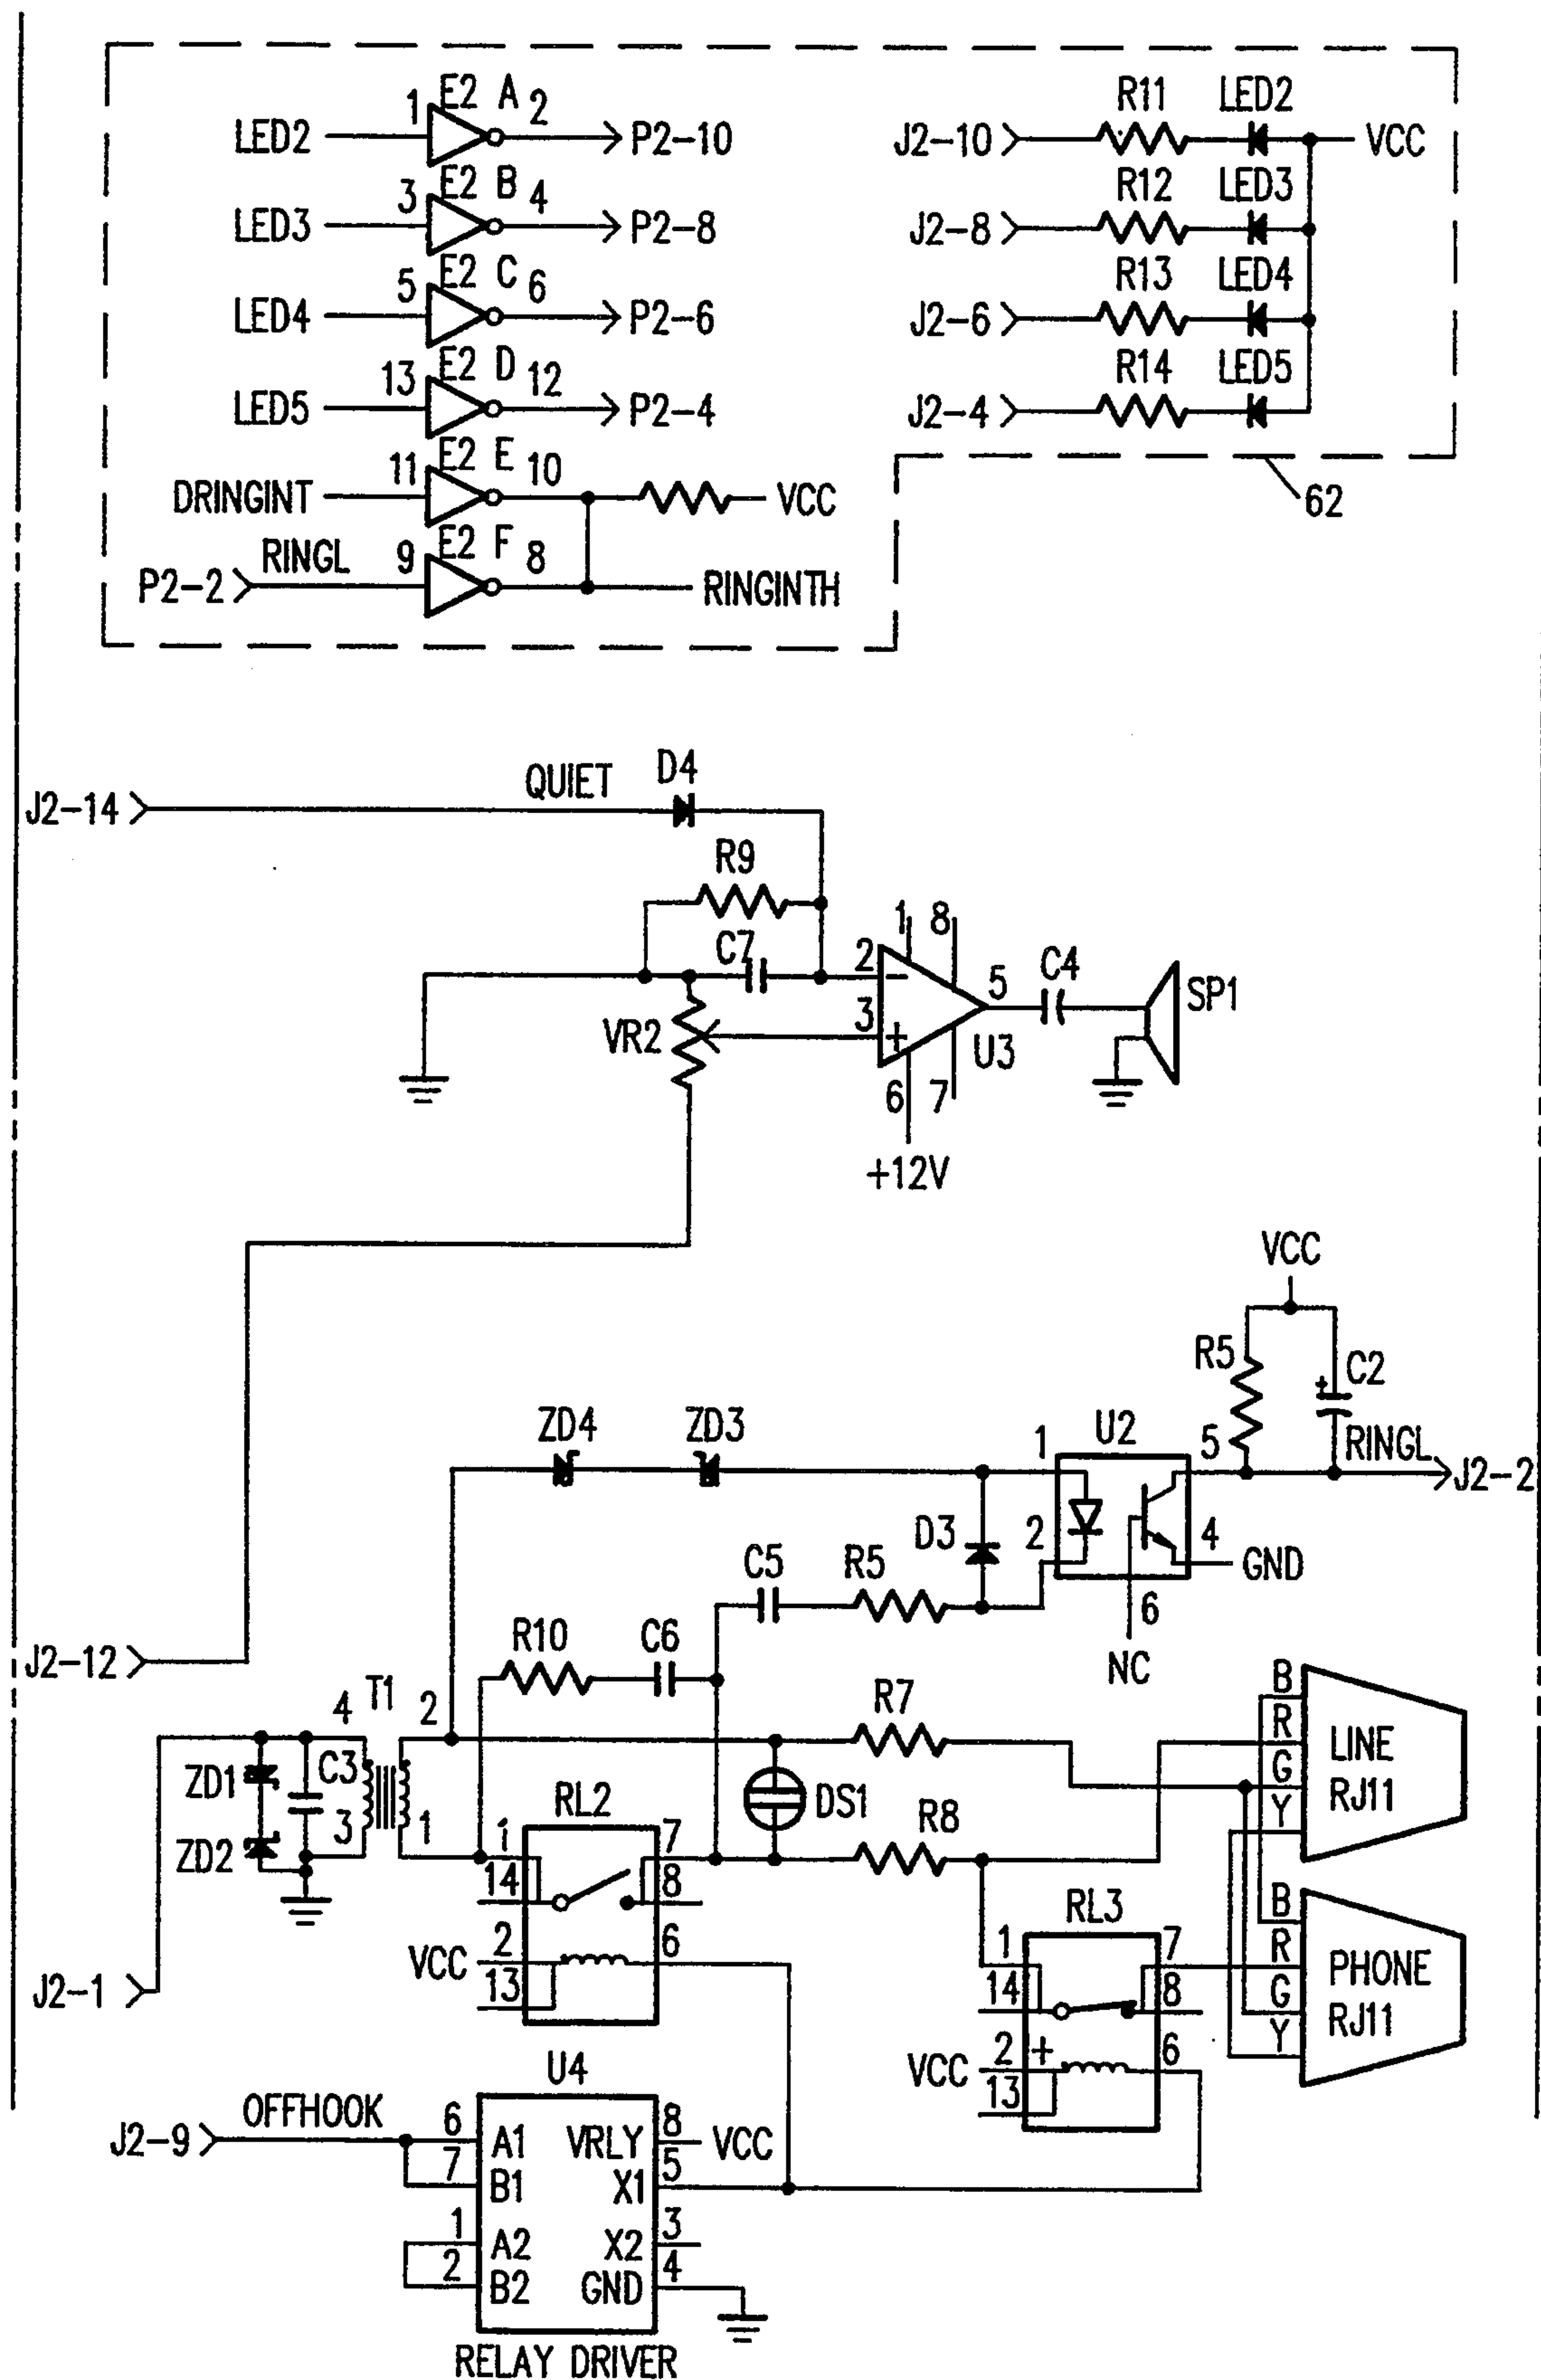 1 E2 A 2
LED2 P2-10
3 E2 B 4
LED3 P2-8
5 E2 C 6
LED4 P2-6
13 E2 D 12
LED5 P2-4
11 E2 E 10
DRINGINT VCC
RINGL 9 E2 F 8
P2-2 RINGINTH
R11 LED2
J2-10 VCC
R12 LED3
J2-8
R13 LED4
J2-6
R14 LED5
J2-4
62
J2-14 QUIET D4
R9
C7 2 − 1 8
VR2 3 + 5 C4 SP1
U3
6 7
+12V
VCC
R5 C2
+
ZD4 ZD3 1 U2 5 RINGL
J2-2
D3 2 4
GND
C5 R5
6
NC
R10 C6
J2-12
T1
4 2
R7
B
R
G
Y
LINE
RJ11
ZD1 C3
ZD2 3 1
RL2
DS1 R8
1 7
14 8
VCC 2 6
13
J2-1
RL3
1 7
14 8
VCC 2 + 6
13
B
R
G
Y
PHONE
RJ11
U4
J2-9 OFFHOOK
6 A1 VRLY 8 VCC
7 B1 X1 5
1 A2 X2 3
2 B2 GND 4
RELAY DRIVER